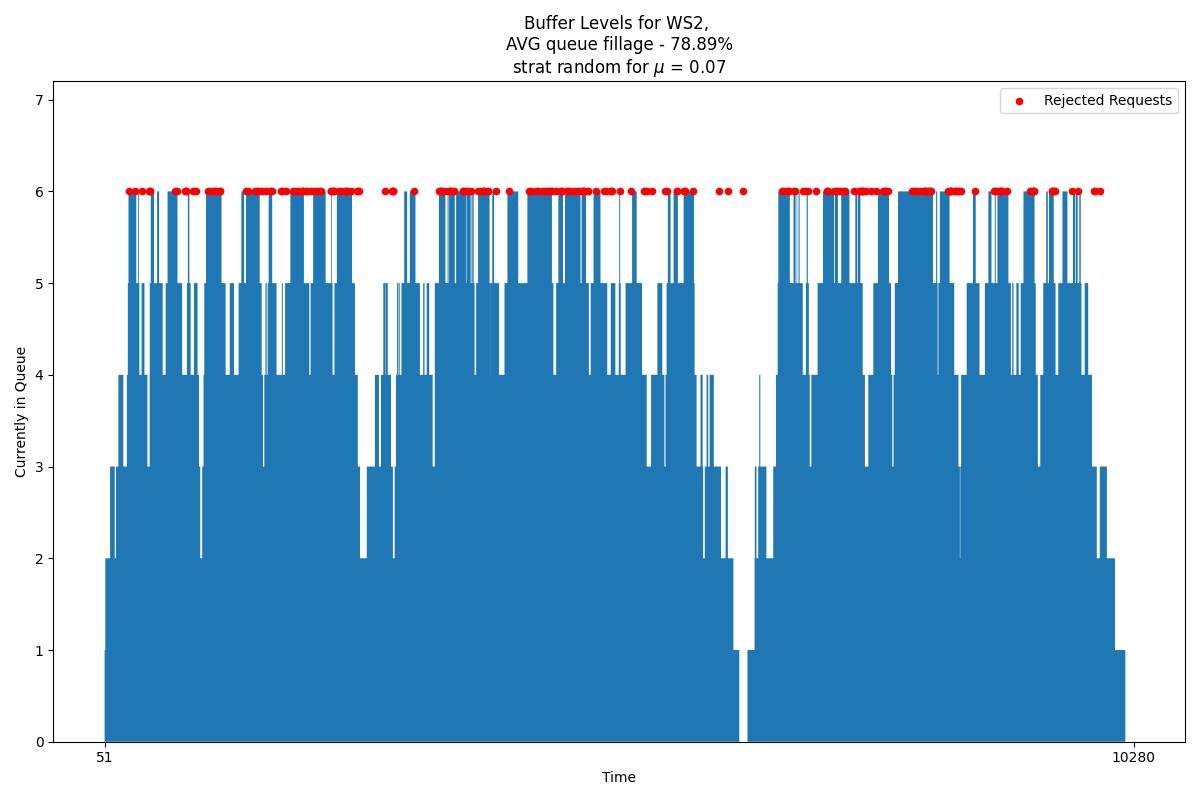 Buffer Levels for WS2,
AVG queue fillage - 78.89%
strat random for μ = 0.07
Rejected Requests
7
6
5
4
3
2
1
0
Currently in Queue
51
10280
Time